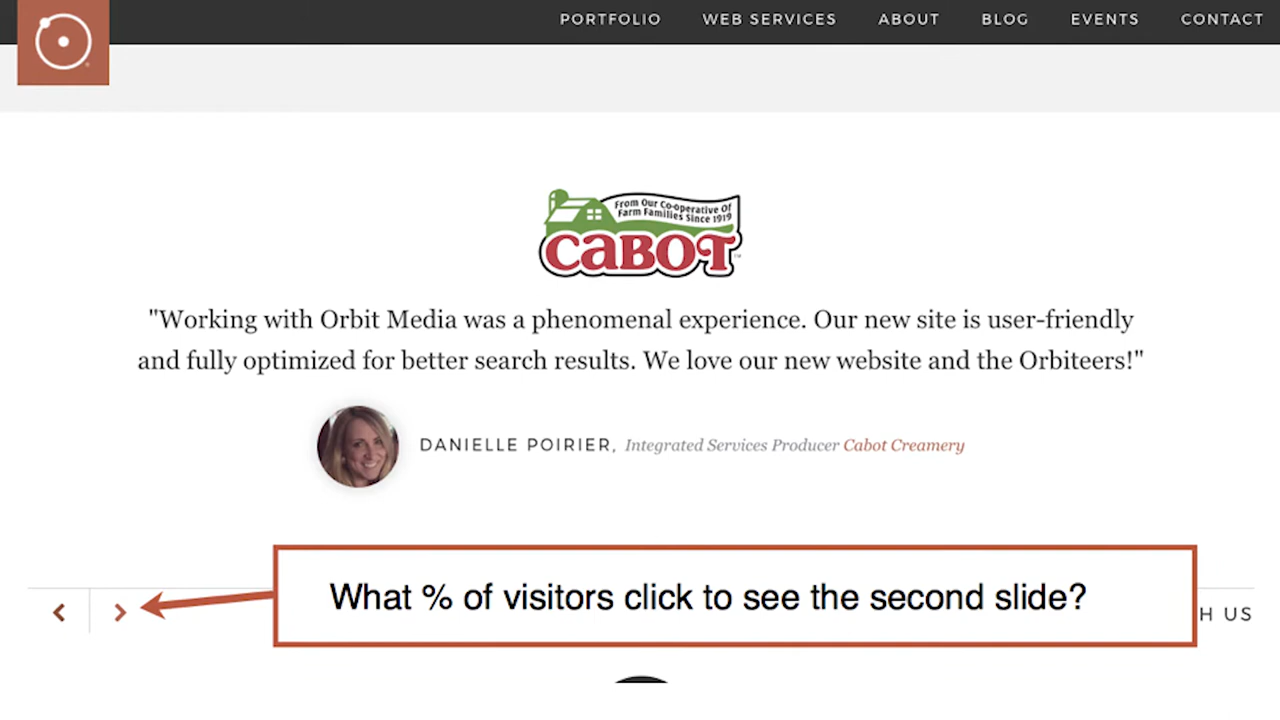 PORTFOLIO WEB SERVICES ABOUT BLOG EVENTS CONTACT
From Our Co-operative Of
Farm Families Since 1919
CABOT
"Working with Orbit Media was a phenomenal experience. Our new site is user-friendly
and fully optimized for better search results. We love our new website and the Orbiteers!"
DANIELLE POIRIER, Integrated Services Producer Cabot Creamery
What % of visitors click to see the second slide?
H US